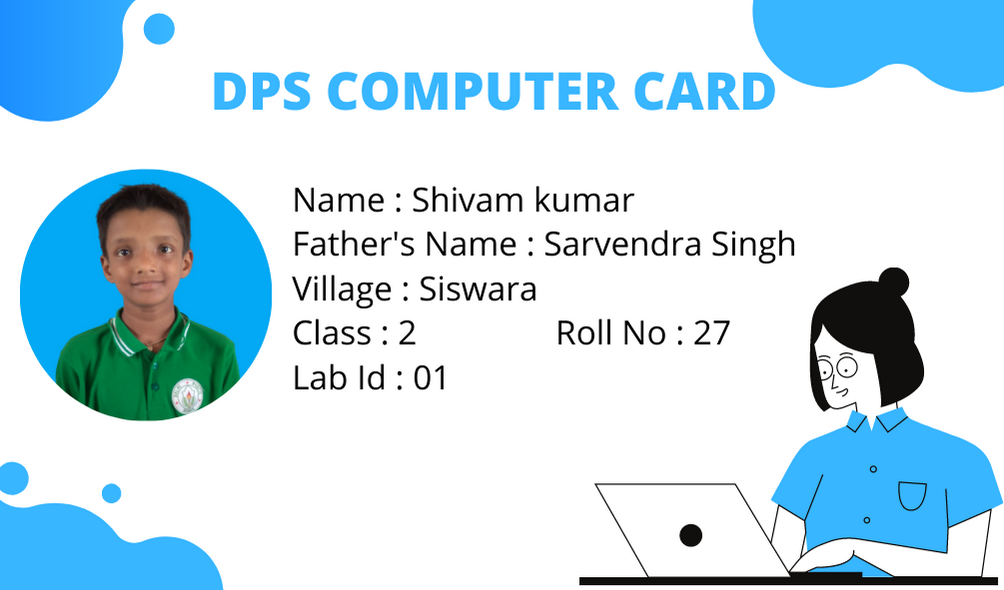 DPS COMPUTER CARD
Name : Shivam kumar
Father's Name : Sarvendra Singh
Village : Siswara
Class : 2 Roll No : 27
Lab Id : 01